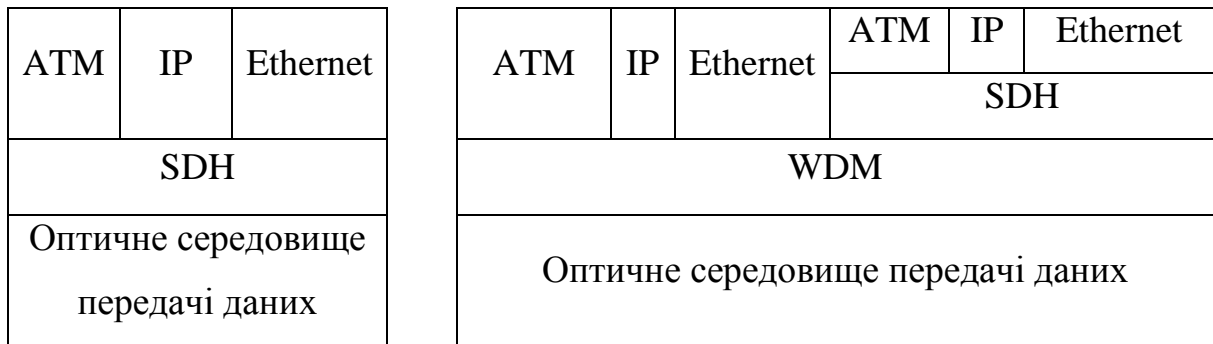 ATM IP Ethernet
SDH
Оптичне середовище
передачі даних
ATM IP Ethernet
ATM IP Ethernet
SDH
WDM
Оптичне середовище передачі даних